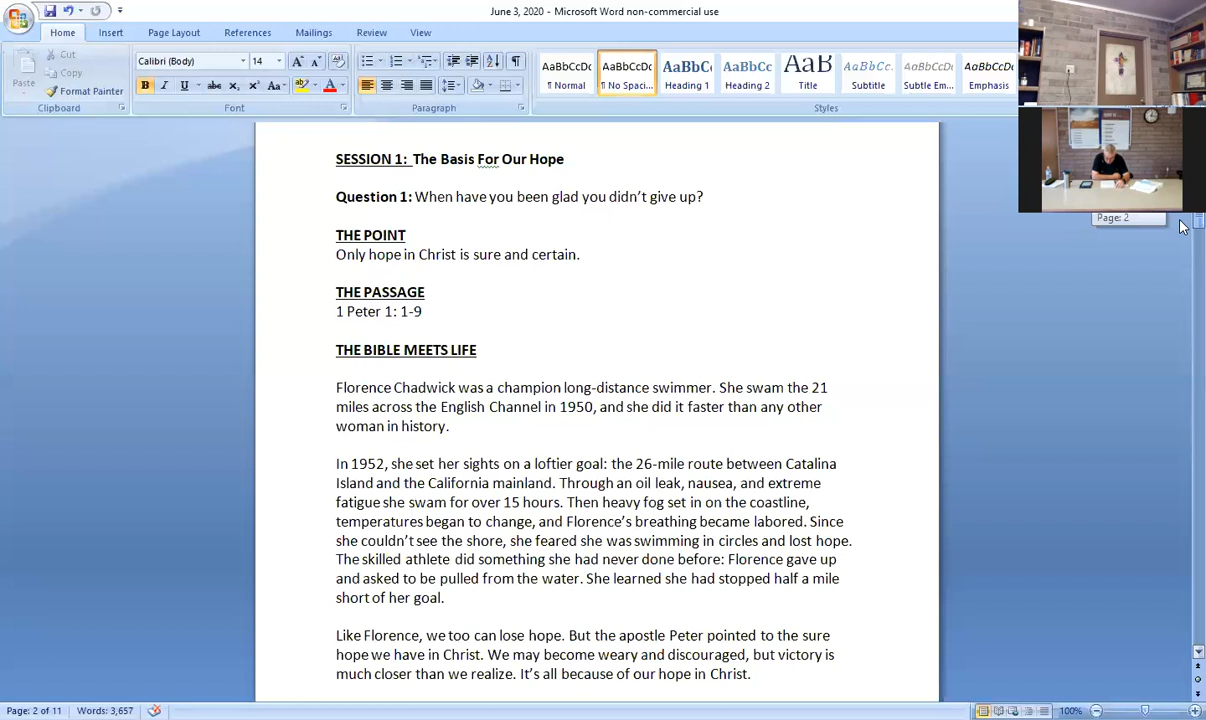 June 3, 2020 - Microsoft Word non-commercial use
Home Insert Page Layout References Mailings Review View
Cut
Copy
Paste
Format Painter
Calibri (Body) 14
AaBbCcDc AaBbCcDc AaBbC AaBbCc AaB AaBbCcDc AaBbCcDc AaBbCcDc
¶ Normal ¶ No Spaci... Heading 1 Heading 2 Title Subtitle Subtle Em... Emphasis
Clipboard Font Paragraph Styles
SESSION 1: The Basis For Our Hope
Question 1: When have you been glad you didn't give up?
Page: 2
THE POINT
Only hope in Christ is sure and certain.
THE PASSAGE
1 Peter 1: 1-9
THE BIBLE MEETS LIFE
Florence Chadwick was a champion long-distance swimmer. She swam the 21
miles across the English Channel in 1950, and she did it faster than any other
woman in history.
In 1952, she set her sights on a loftier goal: the 26-mile route between Catalina
Island and the California mainland. Through an oil leak, nausea, and extreme
fatigue she swam for over 15 hours. Then heavy fog set in on the coastline,
temperatures began to change, and Florence's breathing became labored. Since
she couldn't see the shore, she feared she was swimming in circles and lost hope.
The skilled athlete did something she had never done before: Florence gave up
and asked to be pulled from the water. She learned she had stopped half a mile
short of her goal.
Like Florence, we too can lose hope. But the apostle Peter pointed to the sure
hope we have in Christ. We may become weary and discouraged, but victory is
much closer than we realize. It's all because of our hope in Christ.
Page: 2 of 11 Words: 3,657 100%